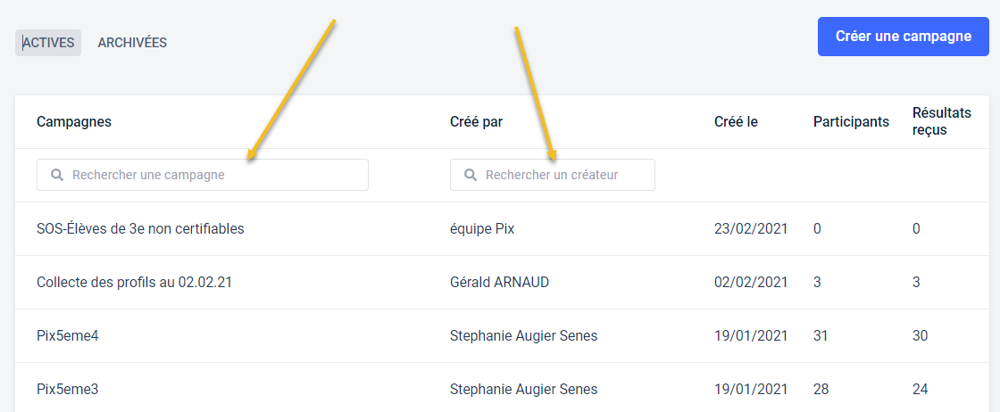 ACTIVES ARCHIVÉES Créer une campagne
Campagnes Créé par Créé le Participants Résultats reçus
Rechercher une campagne Rechercher un créateur
SOS-Élèves de 3e non certifiables équipe Pix 23/02/2021 0 0
Collecte des profils au 02.02.21 Gérald ARNAUD 02/02/2021 3 3
Pix5eme4 Stephanie Augier Senes 19/01/2021 31 30
Pix5eme3 Stephanie Augier Senes 19/01/2021 28 24